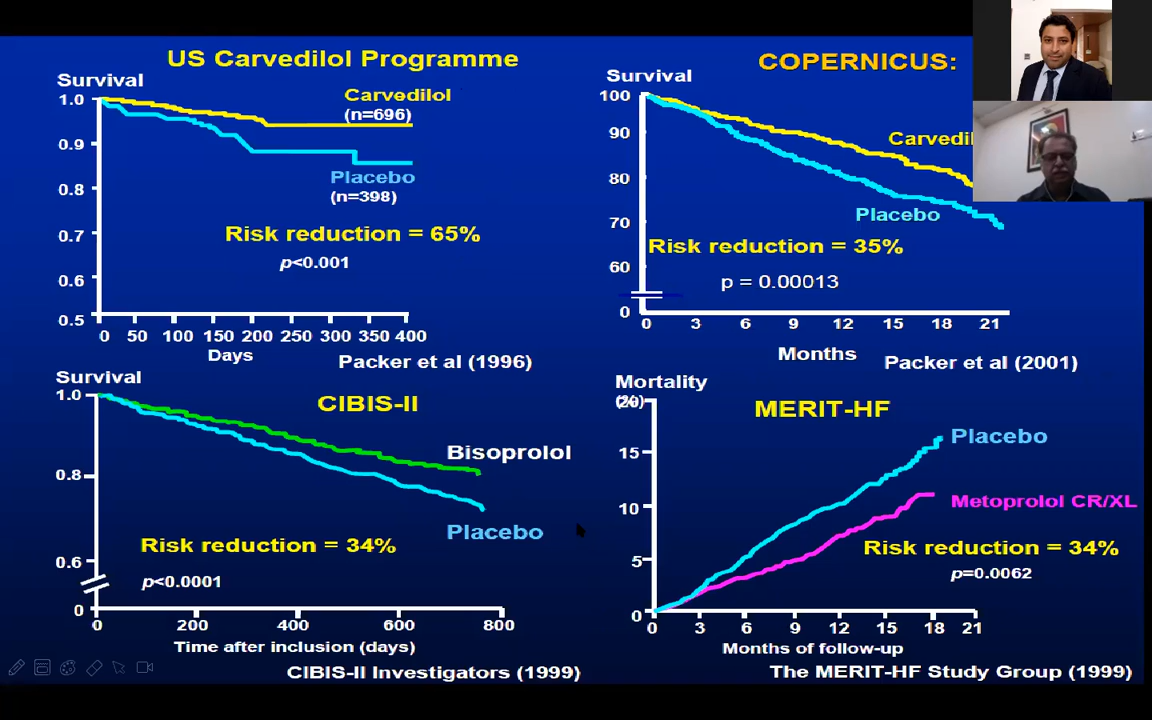 US Carvedilol Programme
Survival
1.0
0.9
0.8
0.7
0.6
0.5
Carvedilol
(n=696)
Placebo
(n=398)
Risk reduction = 65%
p<0.001
0 50 100 150 200 250 300 350 400
Days
Packer et al (1996)
COPERNICUS:
Survival
100
90
80
70
60
0
Placebo
Risk reduction = 35%
p = 0.00013
0 3 6 9 12 15 18 21
Months
Packer et al (2001)
Survival
1.0
0.8
0.6
0
CIBIS-II
Bisoprolol
Placebo
Risk reduction = 34%
p<0.0001
0 200 400 600 800
Time after inclusion (days)
CIBIS-II Investigators (1999)
Mortality
15
10
5
0
MERIT-HF
Placebo
Metoprolol CR/XL
Risk reduction = 34%
p=0.0062
0 3 6 9 12 15 18 21
Months of follow-up
The MERIT-HF Study Group (1999)